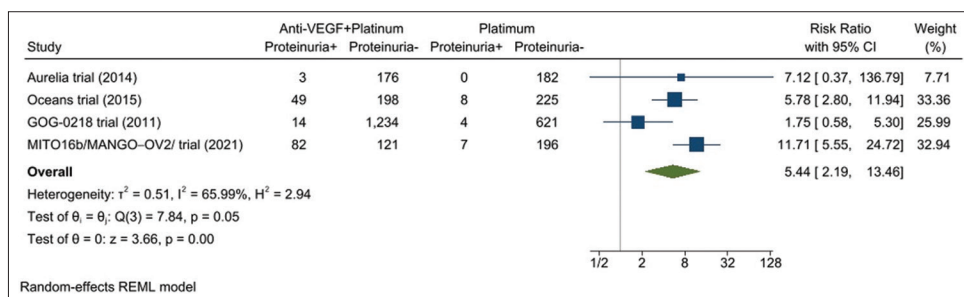 Anti-VEGF+Platinum Platimum Risk Ratio Weight
Study Proteinuria+ Proteinuria- Proteinuria+ Proteinuria- with 95% CI (%)
Aurelia trial (2014) 3 176 0 182 7.12 [ 0.37, 136.79] 7.71
Oceans trial (2015) 49 198 8 225 5.78 [ 2.80, 11.94] 33.36
GOG-0218 trial (2011) 14 1,234 4 621 1.75 [ 0.58, 5.30] 25.99
MITO16b/MANGO–OV2/ trial (2021) 82 121 7 196 11.71 [ 5.55, 24.72] 32.94
Overall 5.44 [ 2.19, 13.46]
Heterogeneity: τ² = 0.51, I² = 65.99%, H² = 2.94
Test of θᵢ = θⱼ: Q(3) = 7.84, p = 0.05
Test of θ = 0: z = 3.66, p = 0.00
1/2 2 8 32 128
Random-effects REML model